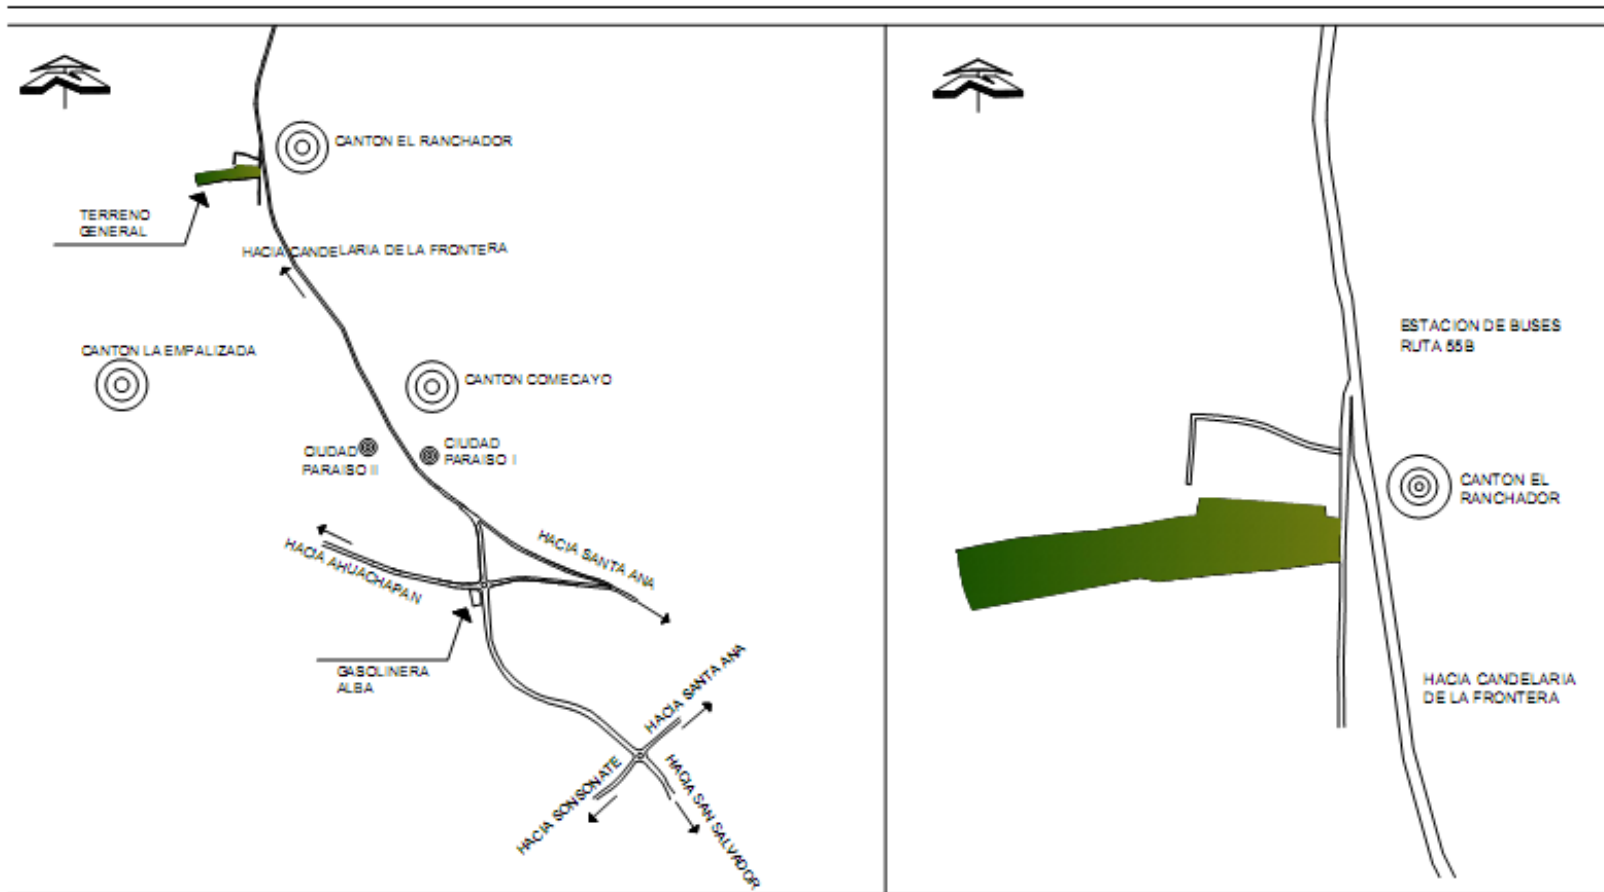 CANTON EL RANCHADOR
TERRENO
GENERAL
HACIA CANDELARIA DE LA FRONTERA
CANTON LA EMPALIZADA
CANTON COMECAYO
CIUDAD
PARAISO II
CIUDAD
PARAISO I
HACIA AHUACHAPAN
HACIA SANTA ANA
GASOLINERA
ALBA
HACIA SANTA ANA
HACIA SONSONATE
HACIA SAN SALVADOR
ESTACION DE BUSES
RUTA 55B
CANTON EL
RANCHADOR
HACIA CANDELARIA
DE LA FRONTERA